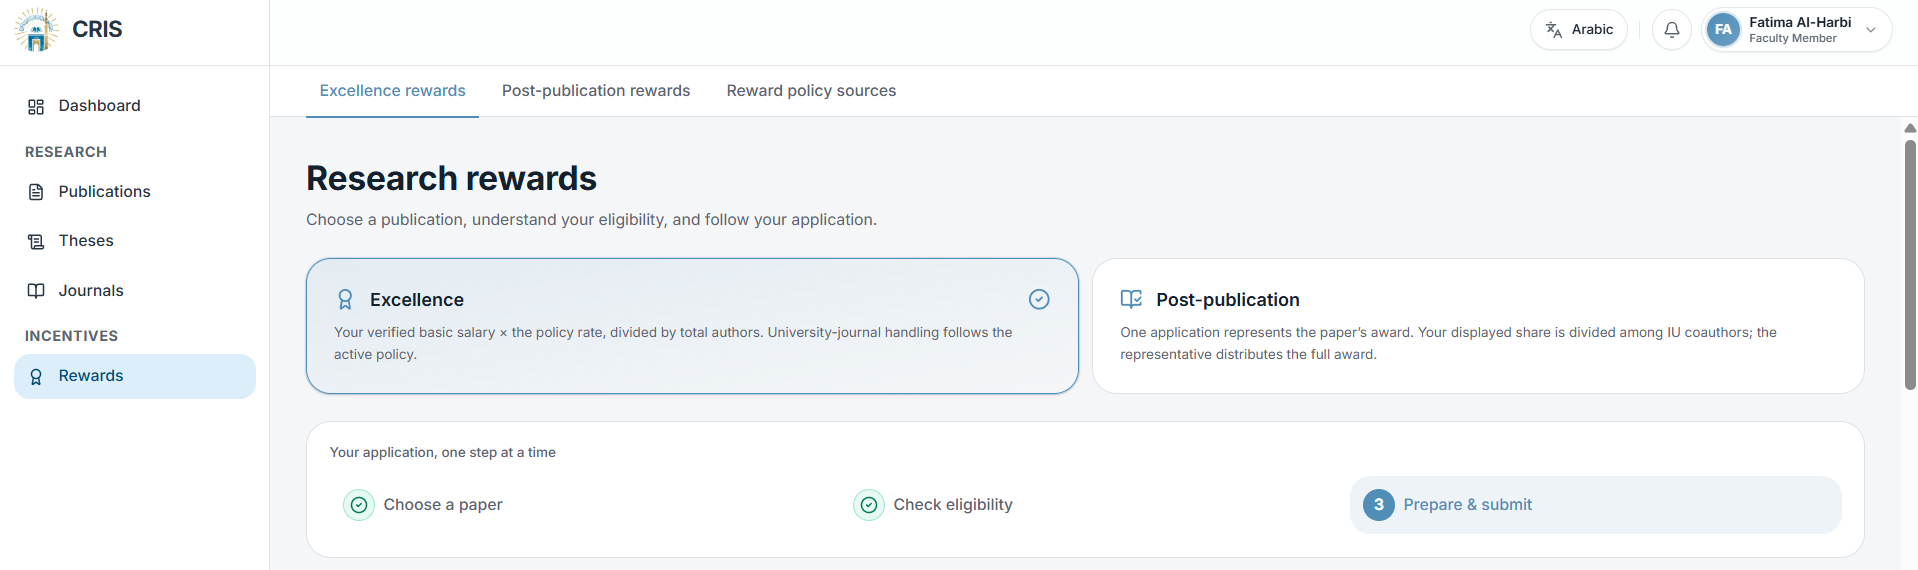 CRIS
Arabic
FA
Fatima Al-Harbi
Faculty Member
Dashboard
RESEARCH
Publications
Theses
Journals
INCENTIVES
Rewards
Excellence rewards
Post-publication rewards
Reward policy sources
Research rewards
Choose a publication, understand your eligibility, and follow your application.
Excellence
Your verified basic salary × the policy rate, divided by total authors. University-journal handling follows the
active policy.
Post-publication
One application represents the paper's award. Your displayed share is divided among IU coauthors; the
representative distributes the full award.
Your application, one step at a time
Choose a paper
Check eligibility
3 Prepare & submit